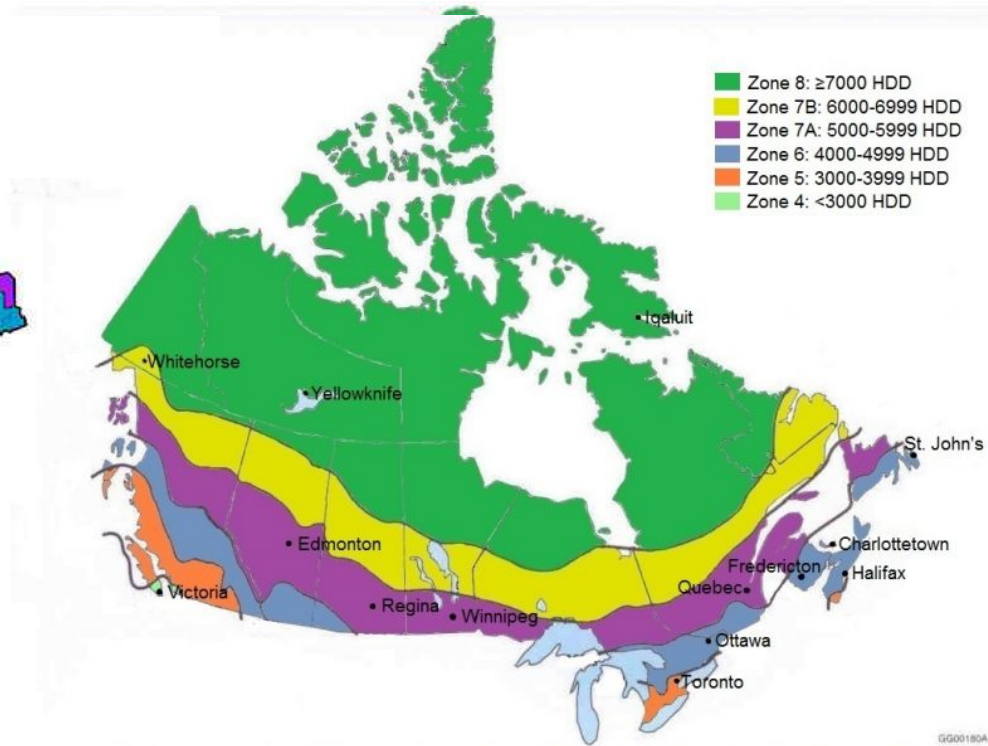 Zone 8: ≥7000 HDD
Zone 7B: 6000-6999 HDD
Zone 7A: 5000-5999 HDD
Zone 6: 4000-4999 HDD
Zone 5: 3000-3999 HDD
Zone 4: <3000 HDD
Iqaluit
Whitehorse
Yellowknife
St. John's
Edmonton
Charlottetown
Fredericton
Halifax
Quebec
Victoria
Regina
Winnipeg
Ottawa
Toronto
GG00180A